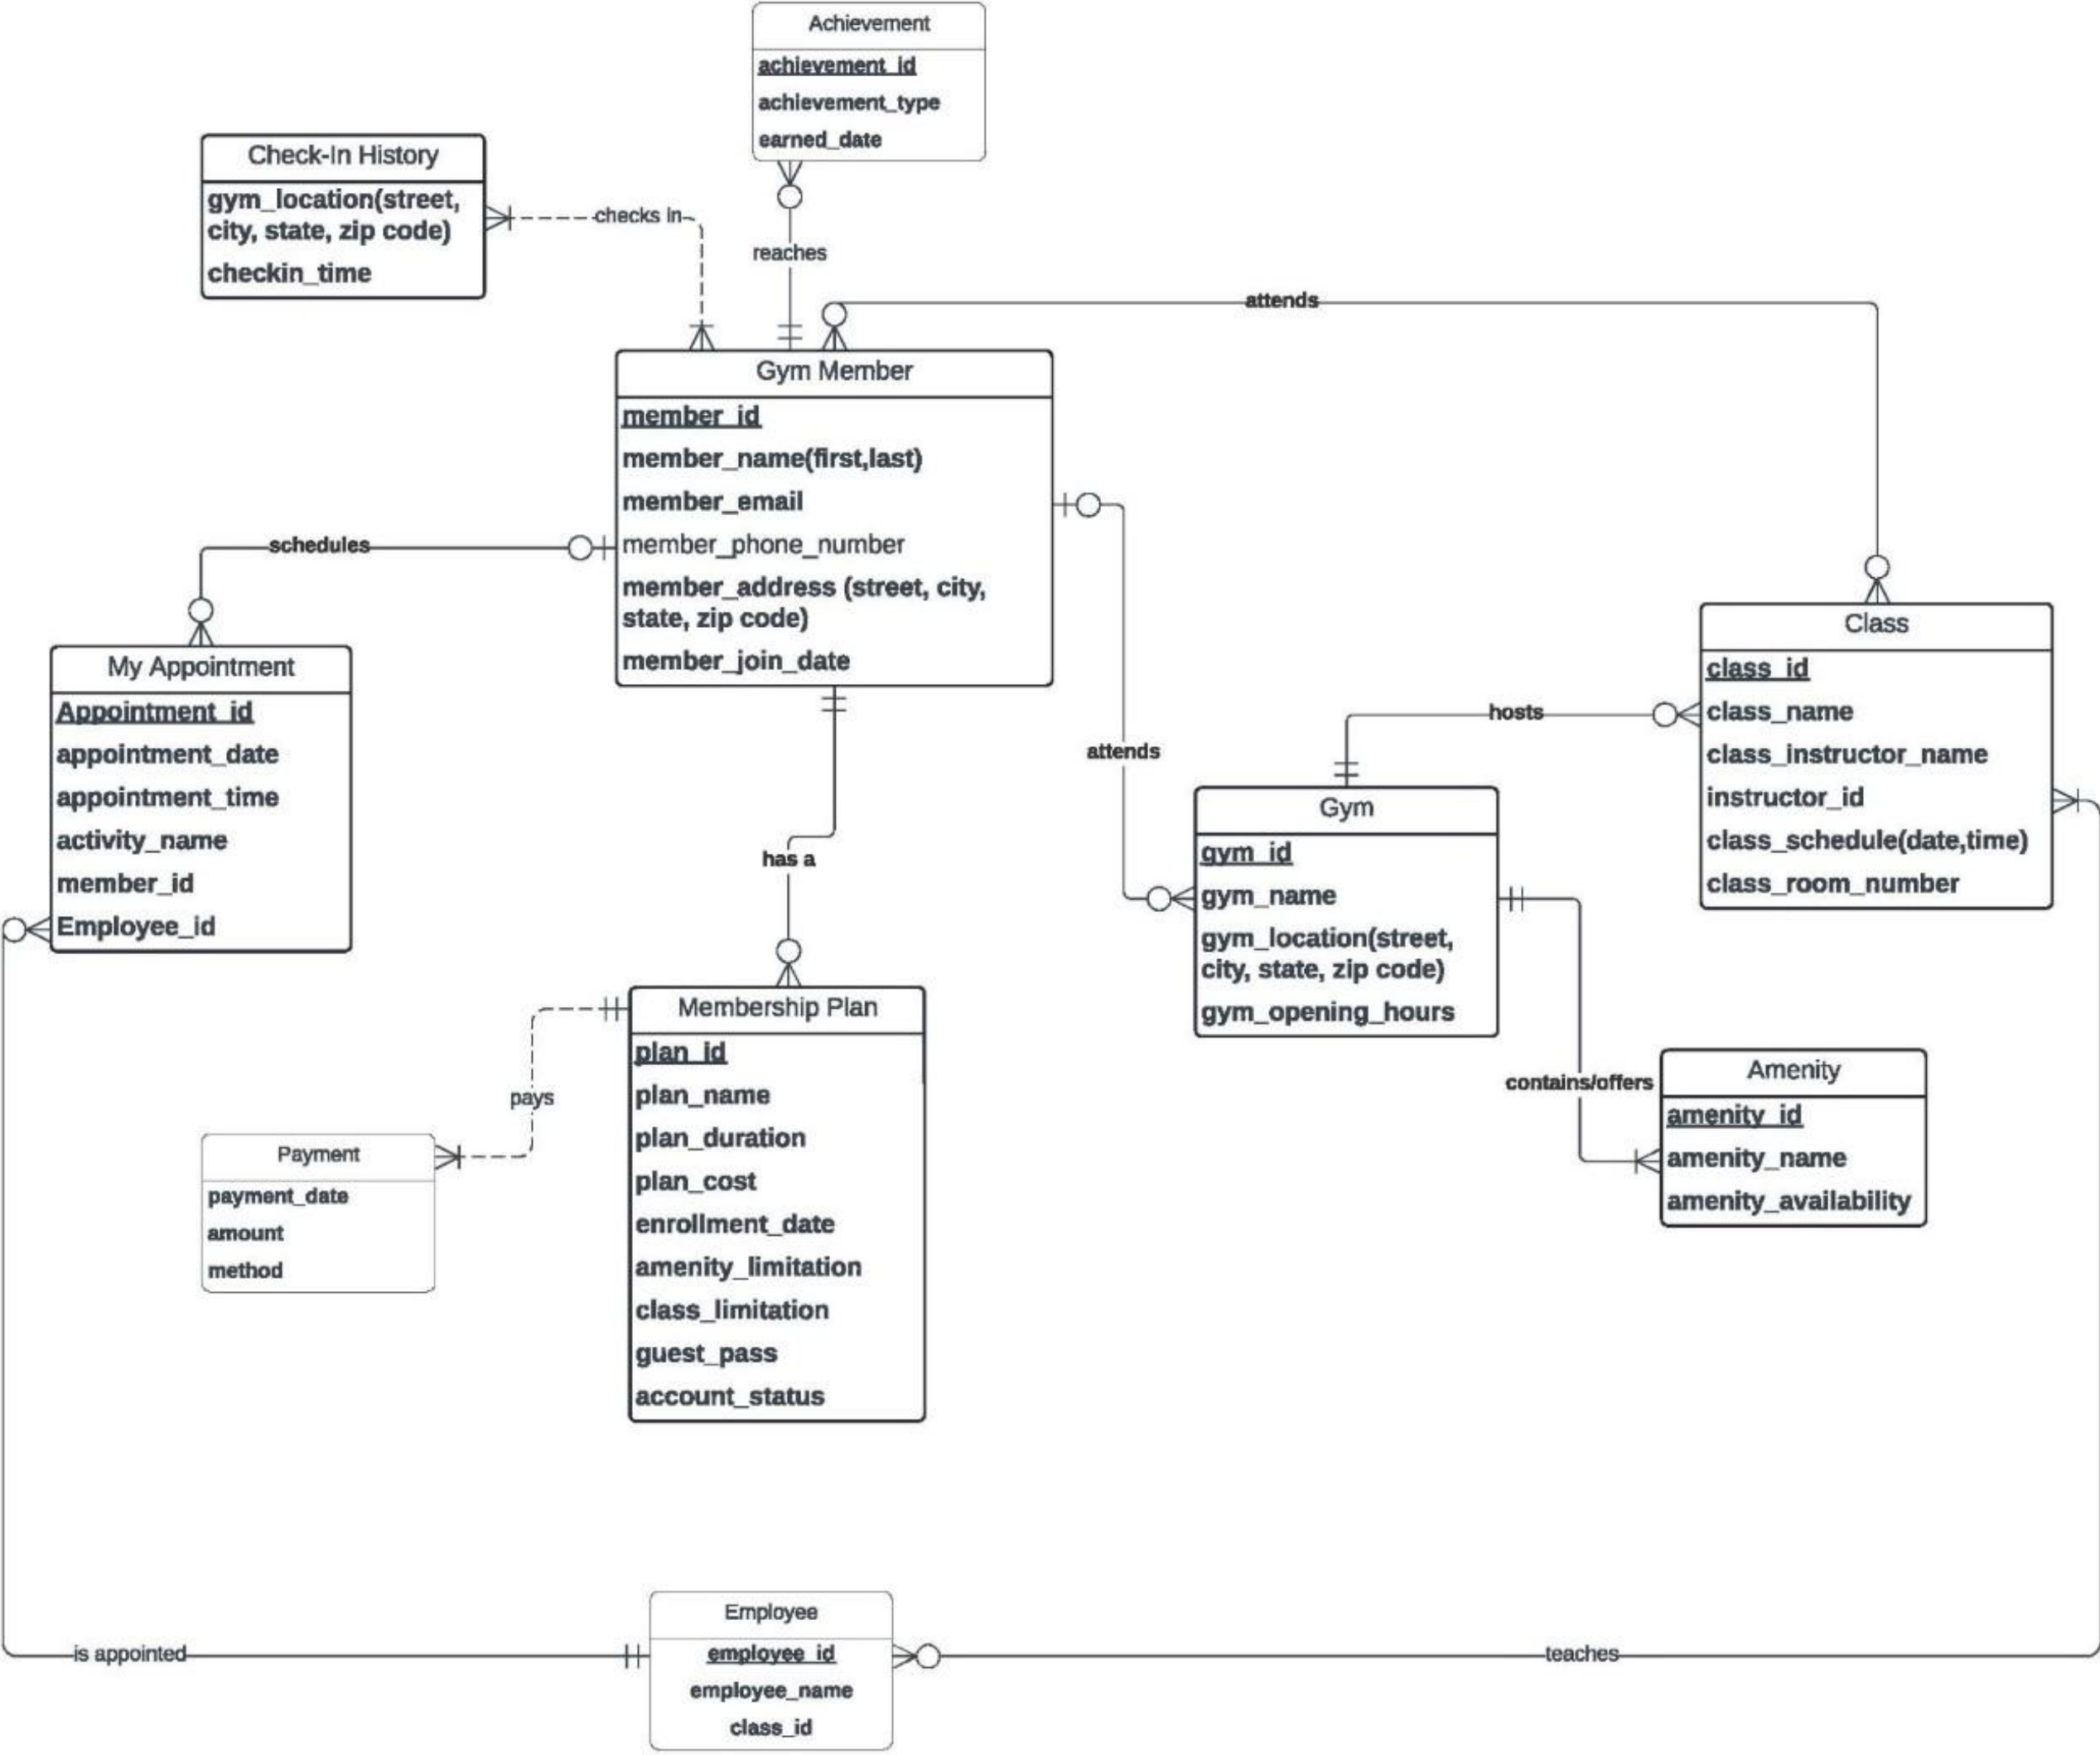 Achievement
achievement_id
achievement_type
earned_date
Check-In History
gym_location(street,
city, state, zip code)
checkin_time
checks in
reaches
attends
Gym Member
member_id
member_name(first,last)
member_email
member_phone_number
member_address (street, city,
state, zip code)
member_join_date
schedules
My Appointment
Appointment_id
appointment_date
appointment_time
activity_name
member_id
Employee_id
attends
hosts
Class
class_id
class_name
class_instructor_name
instructor_id
class_schedule(date,time)
class_room_number
Gym
gym_id
gym_name
gym_location(street,
city, state, zip code)
gym_opening_hours
has a
contains/offers
Amenity
amenity_id
amenity_name
amenity_availability
Membership Plan
plan_id
plan_name
plan_duration
plan_cost
enrollment_date
amenity_limitation
class_limitation
guest_pass
account_status
pays
Payment
payment_date
amount
method
Employee
employee_id
employee_name
class_id
is appointed
teaches